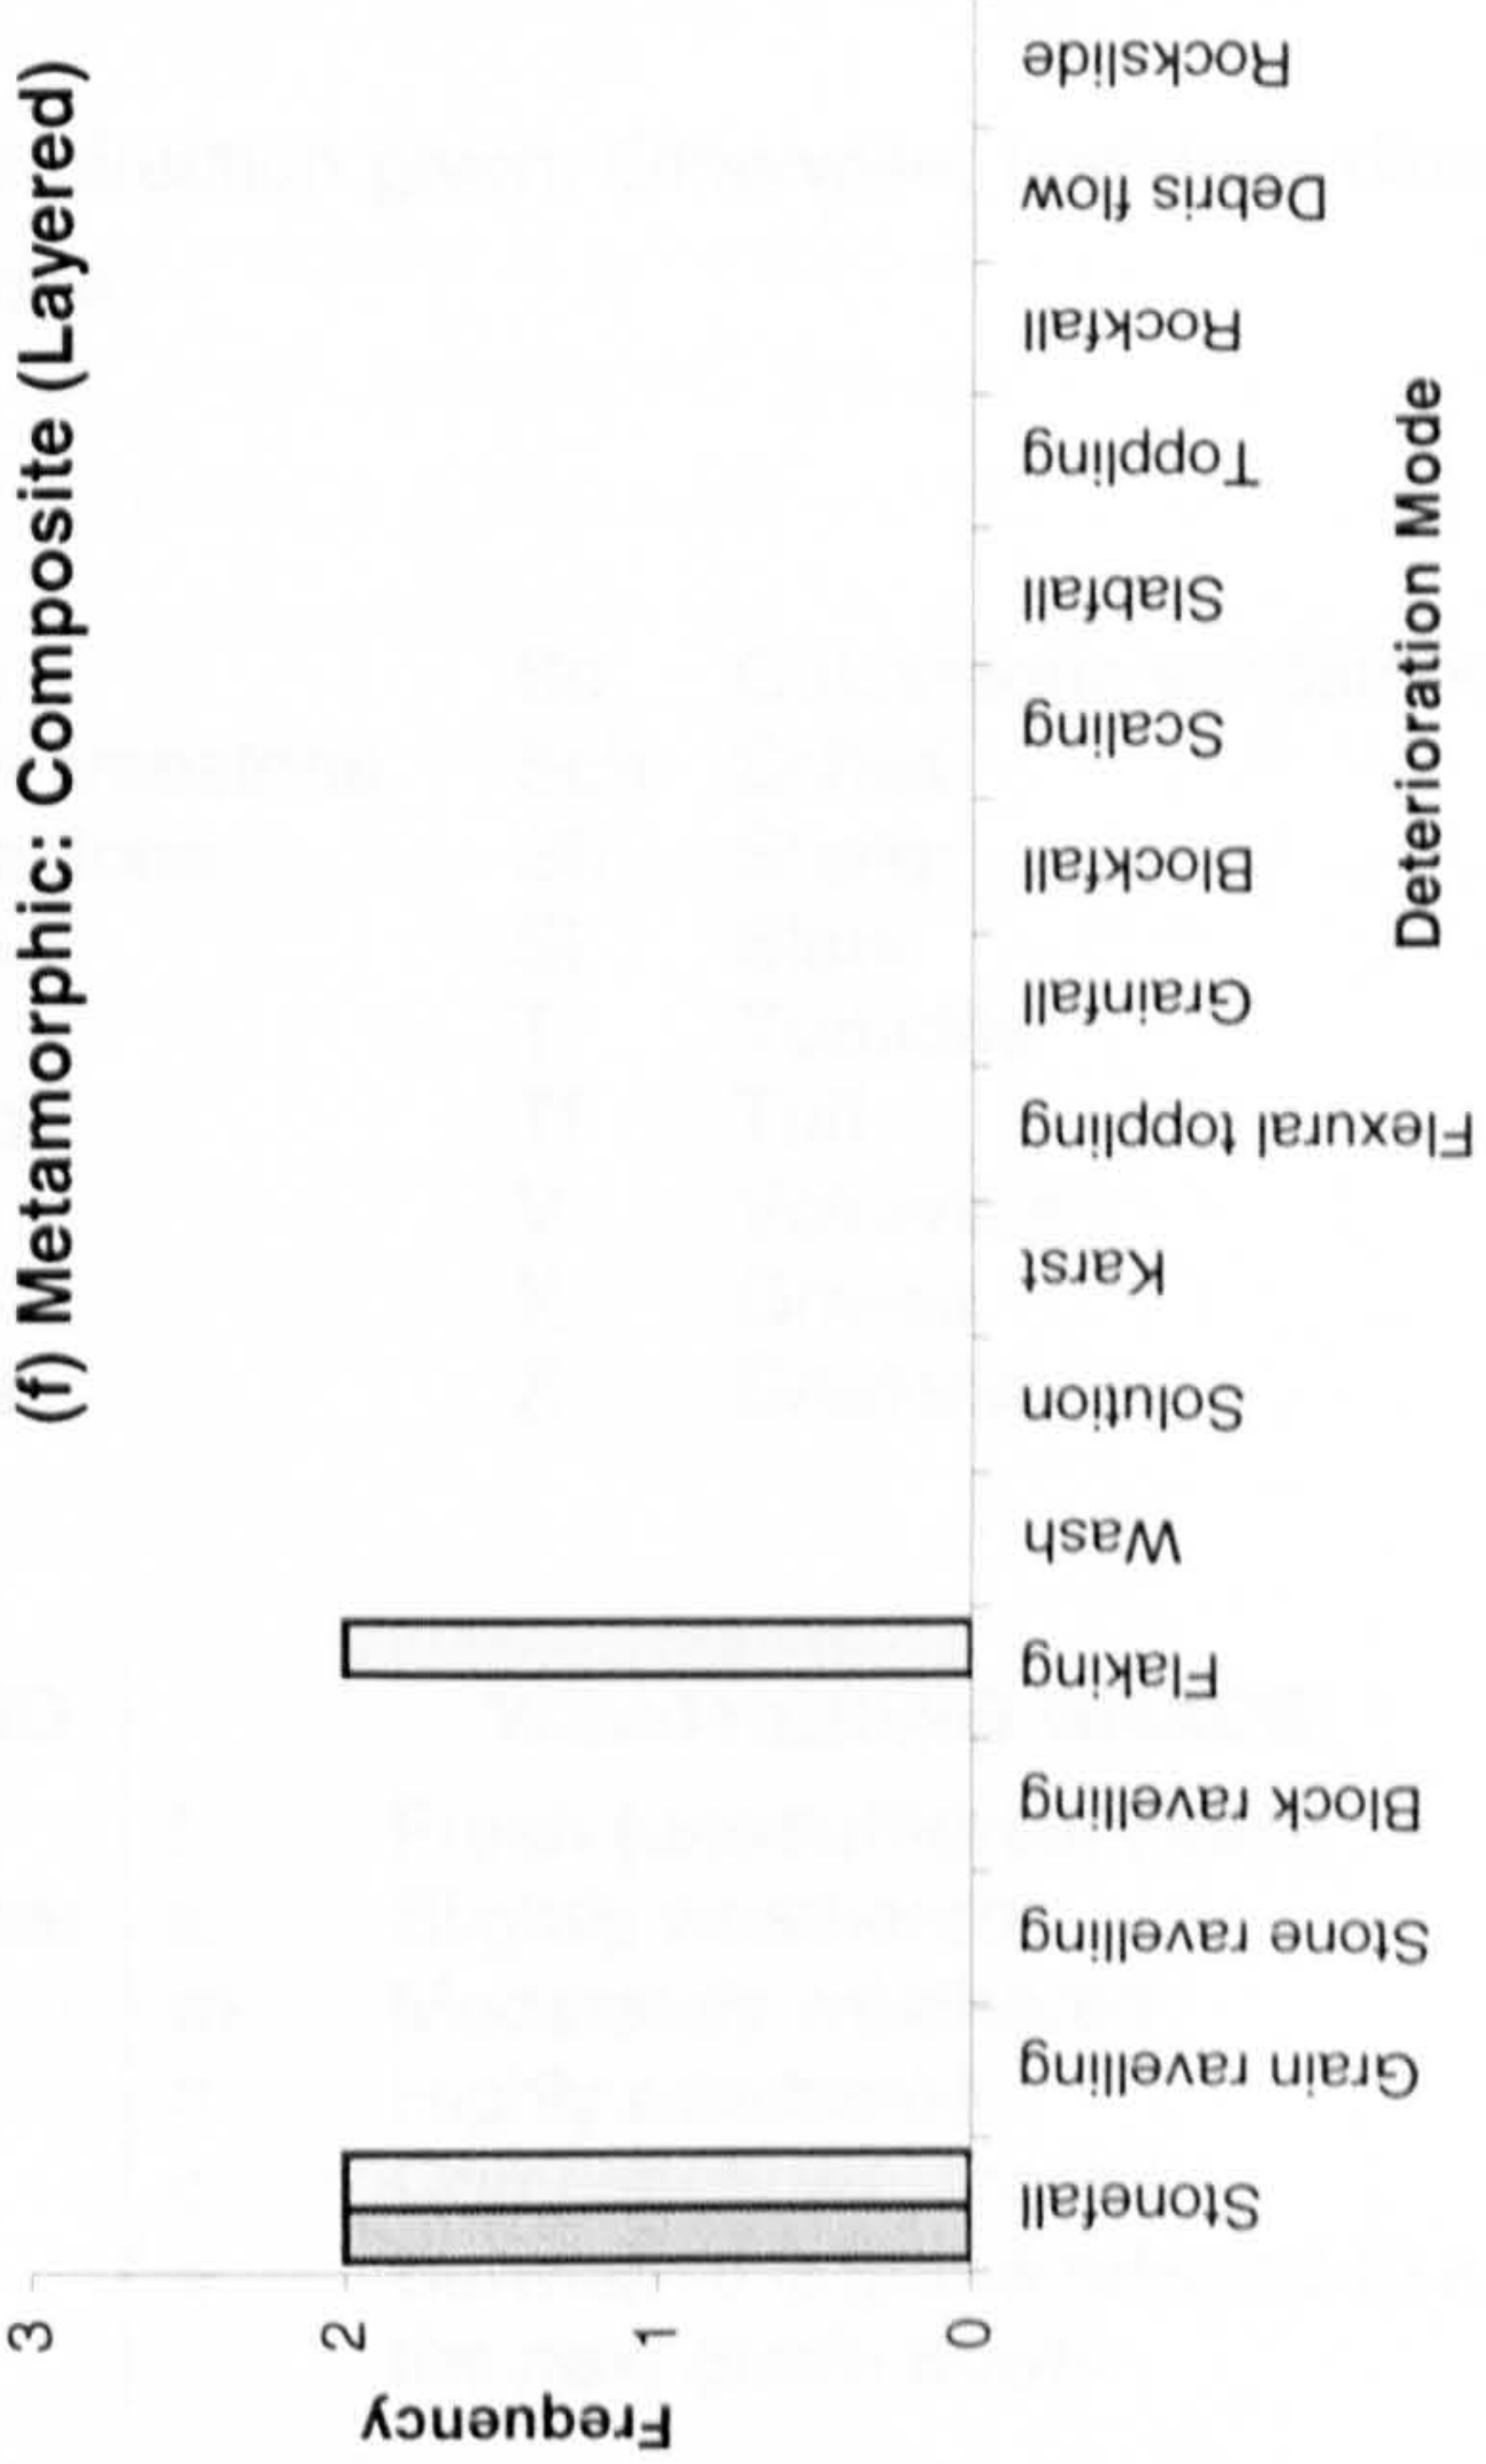 (f) Metamorphic: Composite (Layered)
Frequency
3
2
1
0
Stonefall
Grain ravelling
Stone ravelling
Block ravelling
Flaking
Wash
Solution
Karst
Flexural toppling
Grainfall
Blockfall
Scaling
Slabfall
Toppling
Rockfall
Debris flow
Rockslide
Deterioration Mode